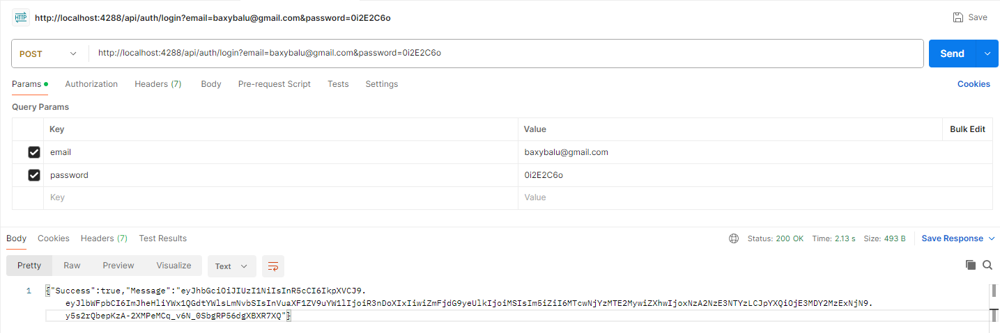 HTTP http://localhost:4288/api/auth/login?email=baxybalu@gmail.com&password=0i2E2C6o Save
POST http://localhost:4288/api/auth/login?email=baxybalu@gmail.com&password=0i2E2C6o Send
Params Authorization Headers (7) Body Pre-request Script Tests Settings Cookies
Query Params
Key Value Bulk Edit
email baxybalu@gmail.com
password 0i2E2C6o
Key Value
Body Cookies Headers (7) Test Results Status: 200 OK Time: 2.13 s Size: 493 B Save Response
Pretty Raw Preview Visualize Text
1 {"Success":true,"Message":"eyJhbGciOiJIUzI1NiIsInR5cCI6IkpXVCJ9.
eyJlbWFpbCI6ImJheHliYWx1QGdtYWlsLmNvbSIsInVuaXF1ZV9uYW1lIjoiR3nDoXIxIiwiZmFjdG9yeUlkIjoiMSIsIm5iZiI6MTcwNjYzMTE2MywiZXhwIjoxNzA2NzE3NTYzLCJpYXQiOjE3MDY2MzExNjN9.
y5s2rQbepKzA-2XMPeMCq_v6N_0SbgRP56dgXBXR7XQ"}